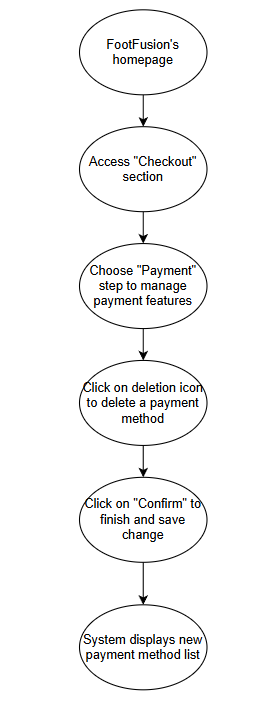 FootFusion's
homepage
Access "Checkout"
section
Choose "Payment"
step to manage
payment features
Click on deletion icon
to delete a payment
method
Click on "Confirm" to
finish and save
change
System displays new
payment method list